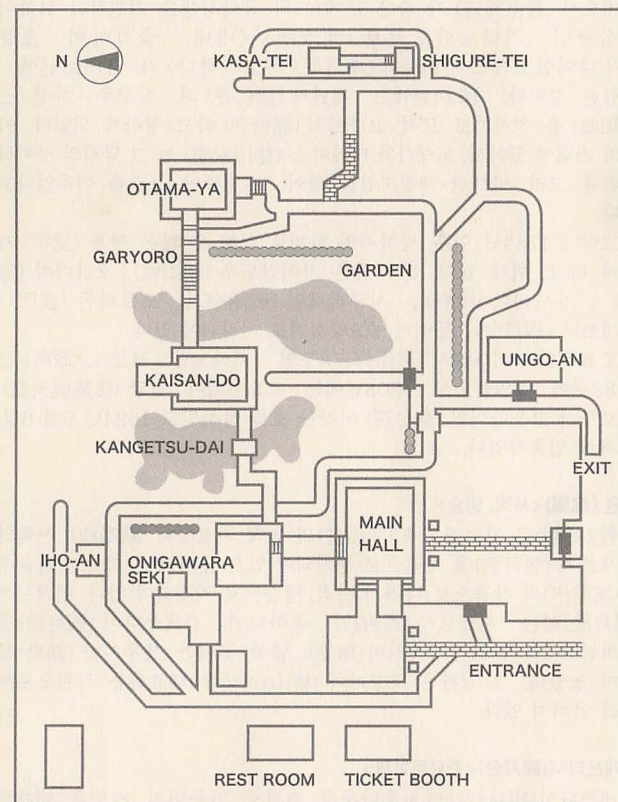 KASA-TEI SHIGURE-TEI
N
OTAMA-YA
GARYORO
GARDEN
UNGO-AN
KAISAN-DO
KANGETSU-DAI
EXIT
MAIN
HALL
IHO-AN ONIGAWARA
SEKI
ENTRANCE
REST ROOM TICKET BOOTH